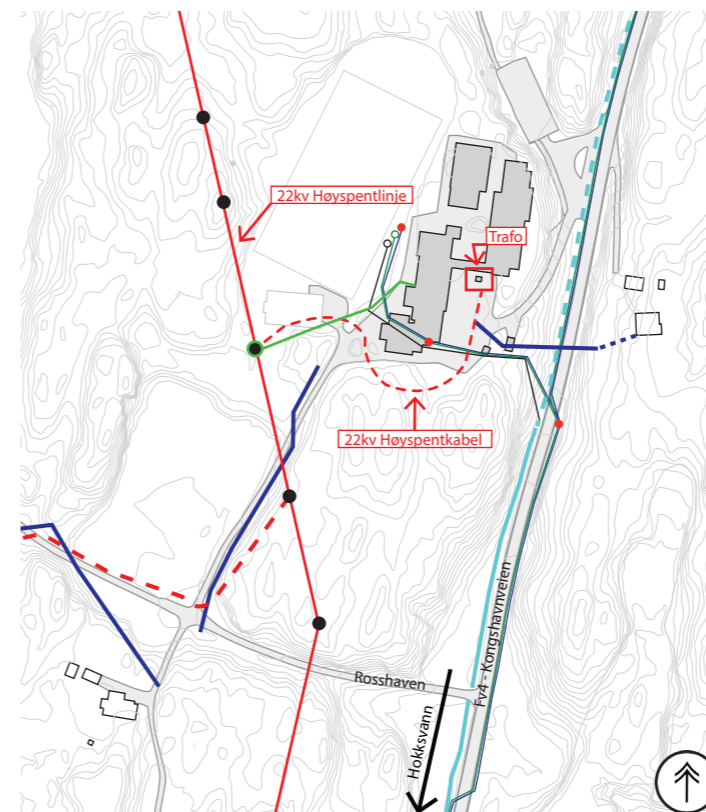 22kv Høyspentlinje
Trafo
22kv Høyspentkabel
Fv4 - Kongshavnveien
Rosshaven
Hokksvann